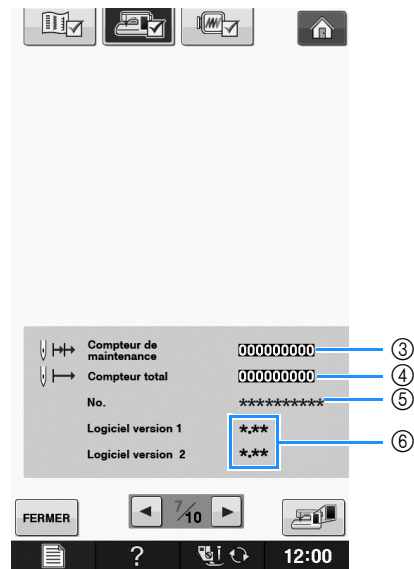 Compteur de
maintenance
000000000
③
Compteur total
000000000
④
No.
**********
⑤
Logiciel version 1
*.**
⑥
Logiciel version 2
*.**
FERMER
7/10
?
12:00